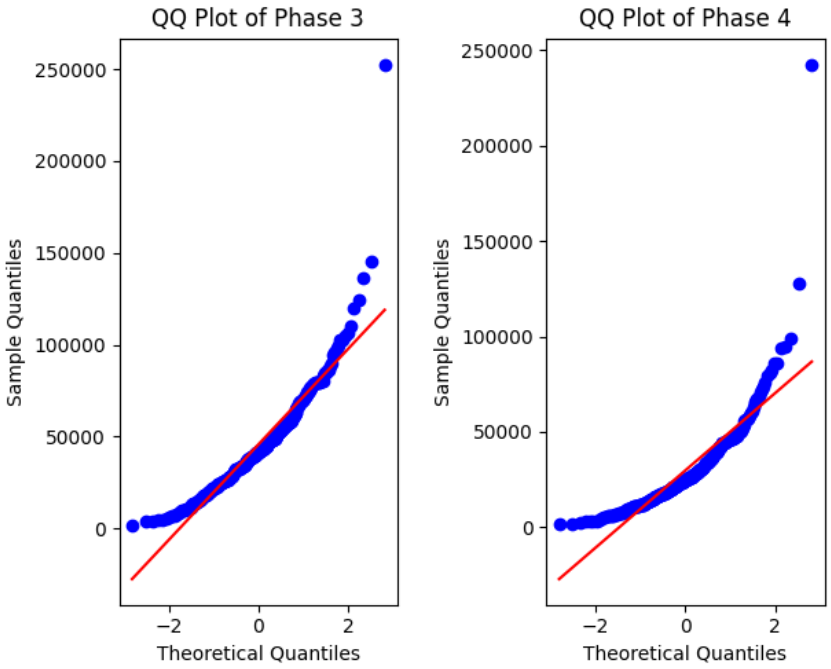 QQ Plot of Phase 3
250000
200000
150000
100000
50000
0
−2 0 2
Sample Quantiles
Theoretical Quantiles
QQ Plot of Phase 4
250000
200000
150000
100000
50000
0
−2 0 2
Sample Quantiles
Theoretical Quantiles